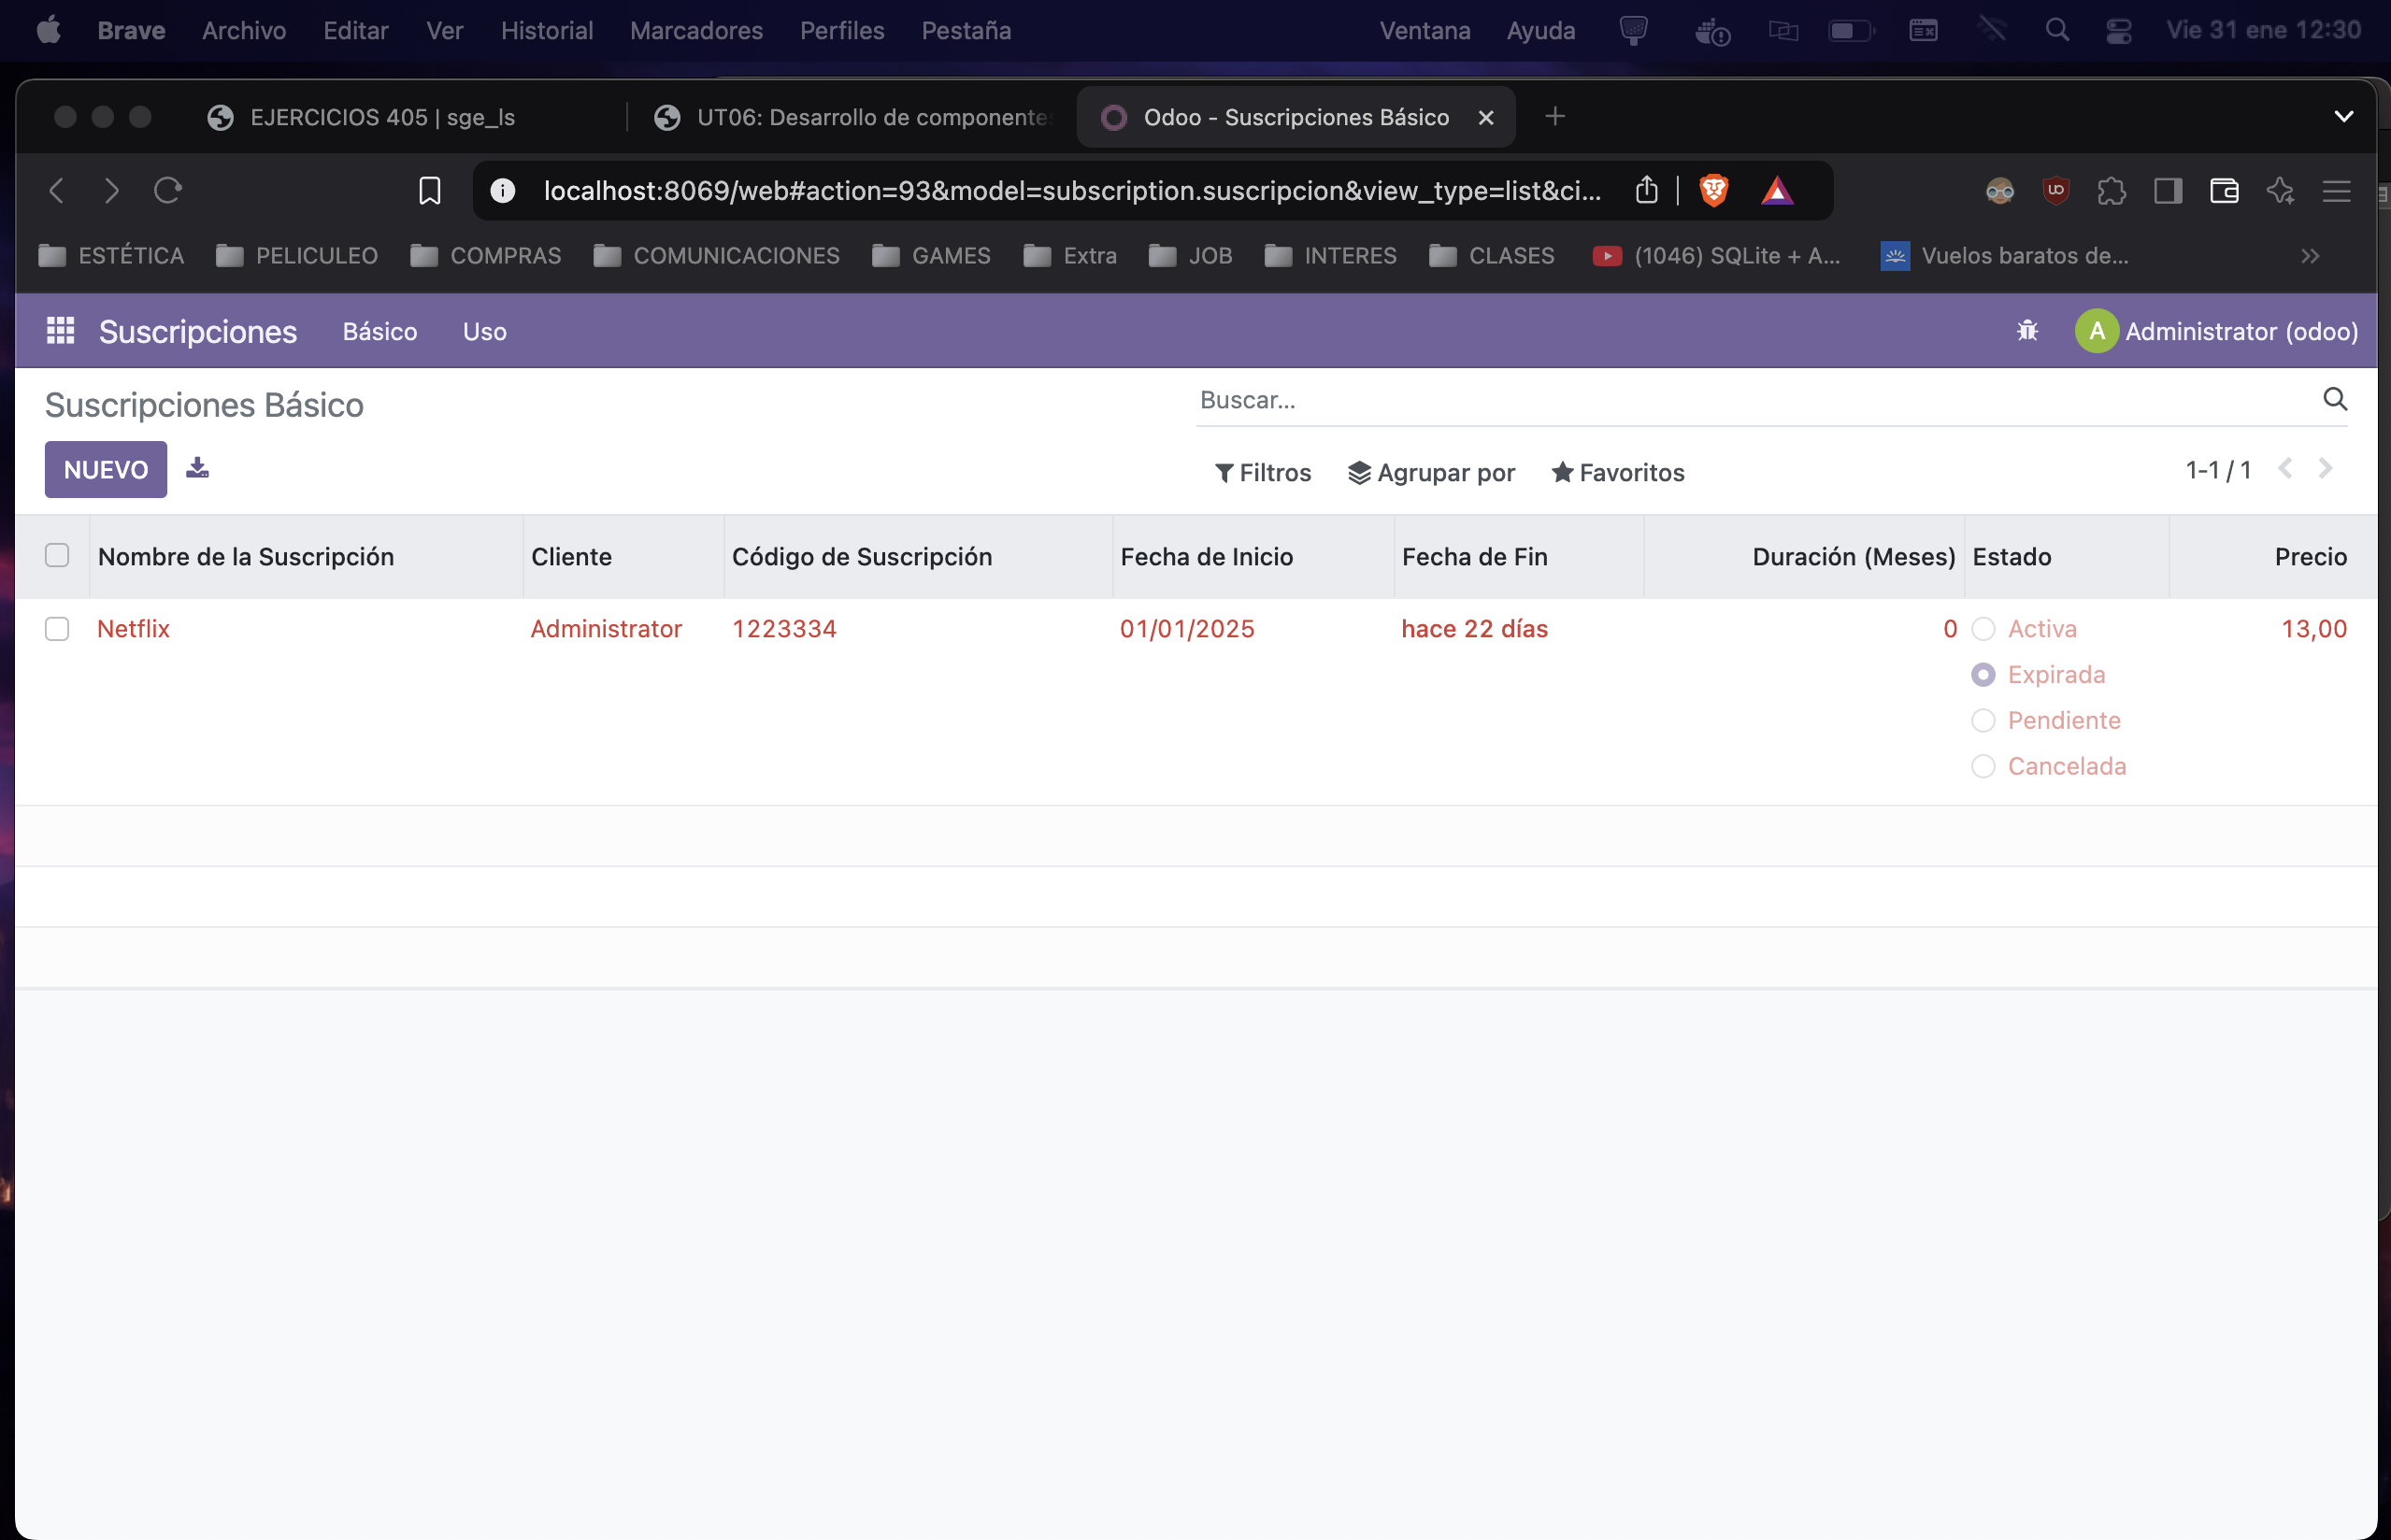 Brave Archivo Editar Ver Historial Marcadores Perfiles Pestaña Ventana Ayuda Vie 31 ene 12:30
EJERCICIOS 405 | sge_ls UT06: Desarrollo de componentes Odoo - Suscripciones Básico
localhost:8069/web#action=93&model=subscription.suscripcion&view_type=list&ci...
ESTÉTICA PELICULEO COMPRAS COMUNICACIONES GAMES Extra JOB INTERES CLASES (1046) SQLite + A... Vuelos baratos de...
Suscripciones Básico Uso A Administrator (odoo)
Suscripciones Básico Buscar...
NUEVO Filtros Agrupar por Favoritos 1-1 / 1
Nombre de la Suscripción Cliente Código de Suscripción Fecha de Inicio Fecha de Fin Duración (Meses) Estado Precio
Netflix Administrator 1223334 01/01/2025 hace 22 días 0 Activa 13,00
Expirada
Pendiente
Cancelada